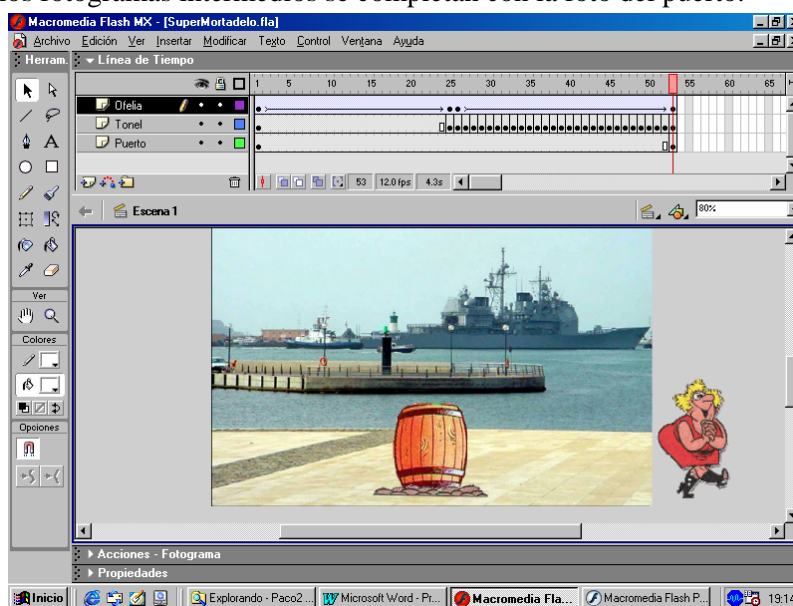 los fotogramas intermedios se completan con la foto del puerto.
Macromedia Flash MX - [SuperMortadelo.fla]
Archivo Edición Ver Insertar Modificar Texto Control Ventana Ayuda
Herram. Línea de Tiempo
1 5 10 15 20 25 30 35 40 45 50 55 60 65
Ofelia
Tonel
Puerto
53 12.0 fps 4.3s
Escena 1 80%
Ver
Colores
Opciones
Acciones - Fotograma
Propiedades
Inicio Explorando - Paco2... Microsoft Word - Pr... Macromedia Fla... Macromedia Flash P... 19:14